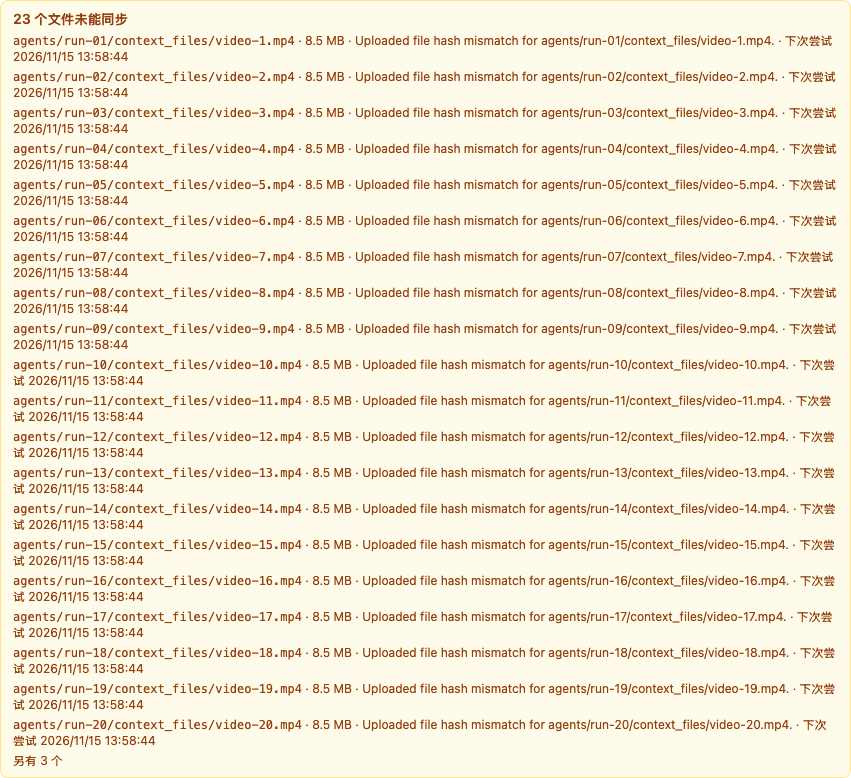 23 个文件未能同步
agents/run-01/context_files/video-1.mp4 · 8.5 MB · Uploaded file hash mismatch for agents/run-01/context_files/video-1.mp4. · 下次尝试
2026/11/15 13:58:44
agents/run-02/context_files/video-2.mp4 · 8.5 MB · Uploaded file hash mismatch for agents/run-02/context_files/video-2.mp4. · 下次尝试
2026/11/15 13:58:44
agents/run-03/context_files/video-3.mp4 · 8.5 MB · Uploaded file hash mismatch for agents/run-03/context_files/video-3.mp4. · 下次尝试
2026/11/15 13:58:44
agents/run-04/context_files/video-4.mp4 · 8.5 MB · Uploaded file hash mismatch for agents/run-04/context_files/video-4.mp4. · 下次尝试
2026/11/15 13:58:44
agents/run-05/context_files/video-5.mp4 · 8.5 MB · Uploaded file hash mismatch for agents/run-05/context_files/video-5.mp4. · 下次尝试
2026/11/15 13:58:44
agents/run-06/context_files/video-6.mp4 · 8.5 MB · Uploaded file hash mismatch for agents/run-06/context_files/video-6.mp4. · 下次尝试
2026/11/15 13:58:44
agents/run-07/context_files/video-7.mp4 · 8.5 MB · Uploaded file hash mismatch for agents/run-07/context_files/video-7.mp4. · 下次尝试
2026/11/15 13:58:44
agents/run-08/context_files/video-8.mp4 · 8.5 MB · Uploaded file hash mismatch for agents/run-08/context_files/video-8.mp4. · 下次尝试
2026/11/15 13:58:44
agents/run-09/context_files/video-9.mp4 · 8.5 MB · Uploaded file hash mismatch for agents/run-09/context_files/video-9.mp4. · 下次尝试
2026/11/15 13:58:44
agents/run-10/context_files/video-10.mp4 · 8.5 MB · Uploaded file hash mismatch for agents/run-10/context_files/video-10.mp4. · 下次尝
试 2026/11/15 13:58:44
agents/run-11/context_files/video-11.mp4 · 8.5 MB · Uploaded file hash mismatch for agents/run-11/context_files/video-11.mp4. · 下次尝
试 2026/11/15 13:58:44
agents/run-12/context_files/video-12.mp4 · 8.5 MB · Uploaded file hash mismatch for agents/run-12/context_files/video-12.mp4. · 下次尝
试 2026/11/15 13:58:44
agents/run-13/context_files/video-13.mp4 · 8.5 MB · Uploaded file hash mismatch for agents/run-13/context_files/video-13.mp4. · 下次尝
试 2026/11/15 13:58:44
agents/run-14/context_files/video-14.mp4 · 8.5 MB · Uploaded file hash mismatch for agents/run-14/context_files/video-14.mp4. · 下次尝
试 2026/11/15 13:58:44
agents/run-15/context_files/video-15.mp4 · 8.5 MB · Uploaded file hash mismatch for agents/run-15/context_files/video-15.mp4. · 下次尝
试 2026/11/15 13:58:44
agents/run-16/context_files/video-16.mp4 · 8.5 MB · Uploaded file hash mismatch for agents/run-16/context_files/video-16.mp4. · 下次尝
试 2026/11/15 13:58:44
agents/run-17/context_files/video-17.mp4 · 8.5 MB · Uploaded file hash mismatch for agents/run-17/context_files/video-17.mp4. · 下次尝
试 2026/11/15 13:58:44
agents/run-18/context_files/video-18.mp4 · 8.5 MB · Uploaded file hash mismatch for agents/run-18/context_files/video-18.mp4. · 下次尝
试 2026/11/15 13:58:44
agents/run-19/context_files/video-19.mp4 · 8.5 MB · Uploaded file hash mismatch for agents/run-19/context_files/video-19.mp4. · 下次尝
试 2026/11/15 13:58:44
agents/run-20/context_files/video-20.mp4 · 8.5 MB · Uploaded file hash mismatch for agents/run-20/context_files/video-20.mp4. · 下次
尝试 2026/11/15 13:58:44
另有 3 个